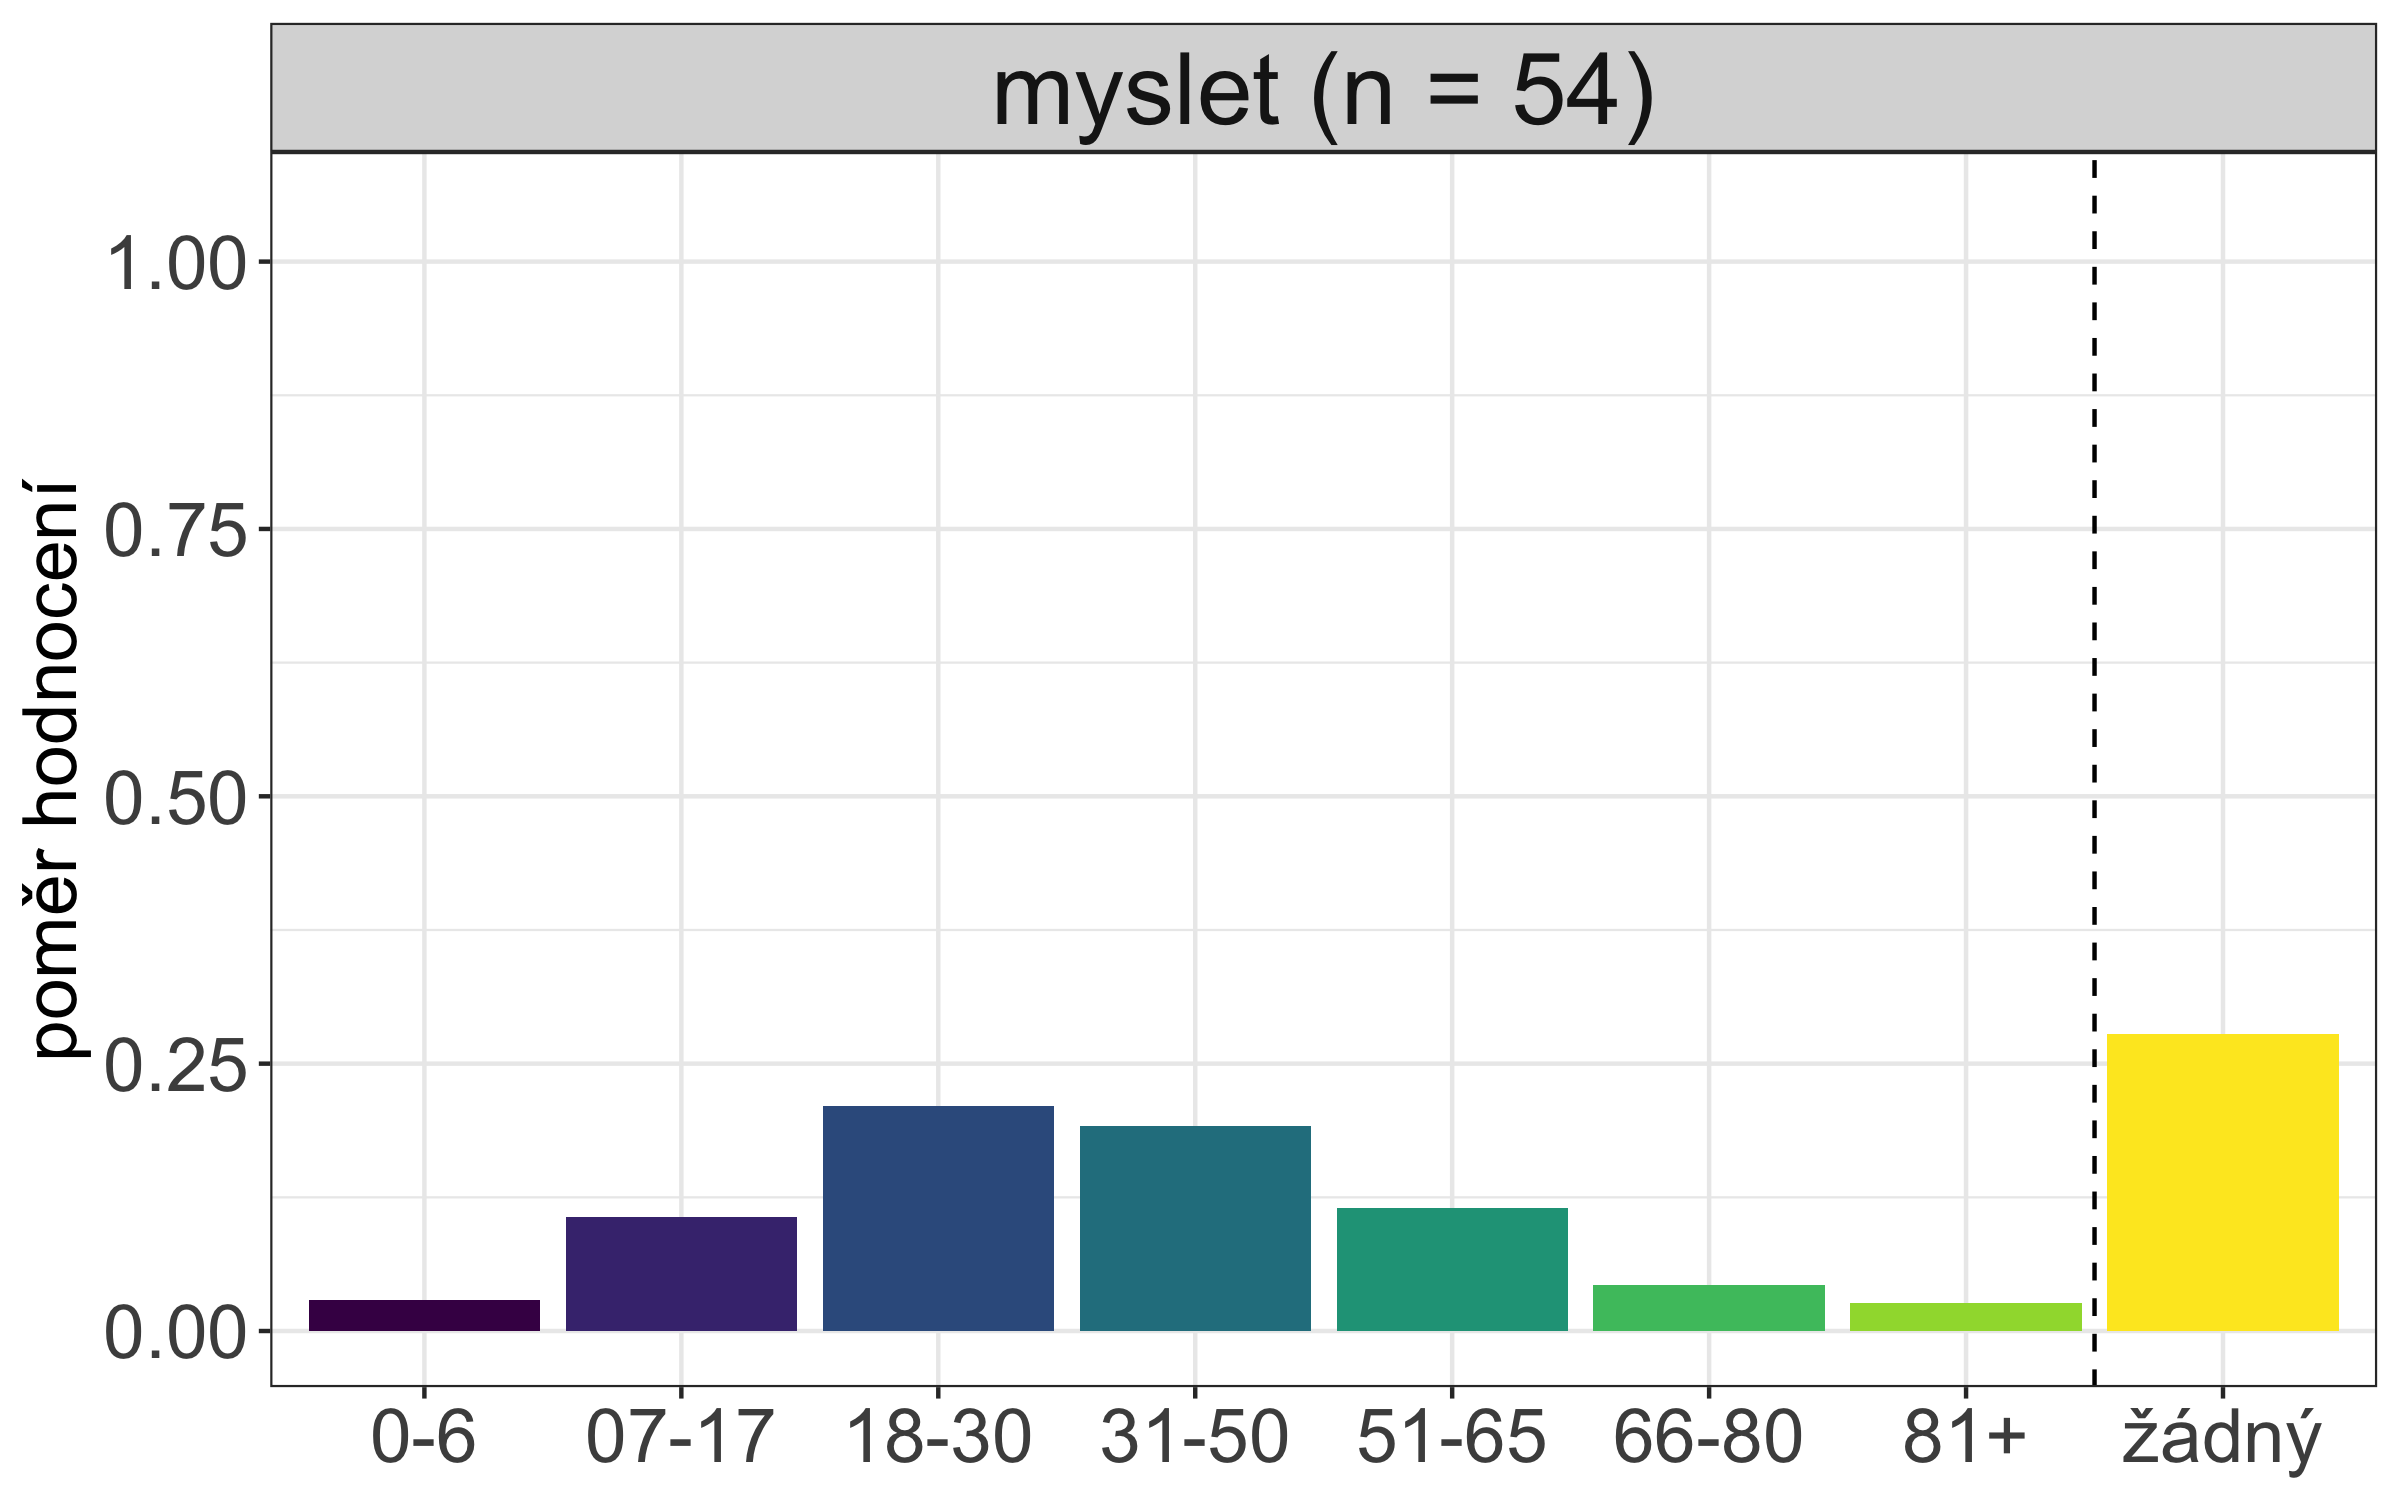 myslet (n = 54)
poměr hodnocení
1.00
0.75
0.50
0.25
0.00
0-6 07-17 18-30 31-50 51-65 66-80 81+ žádný